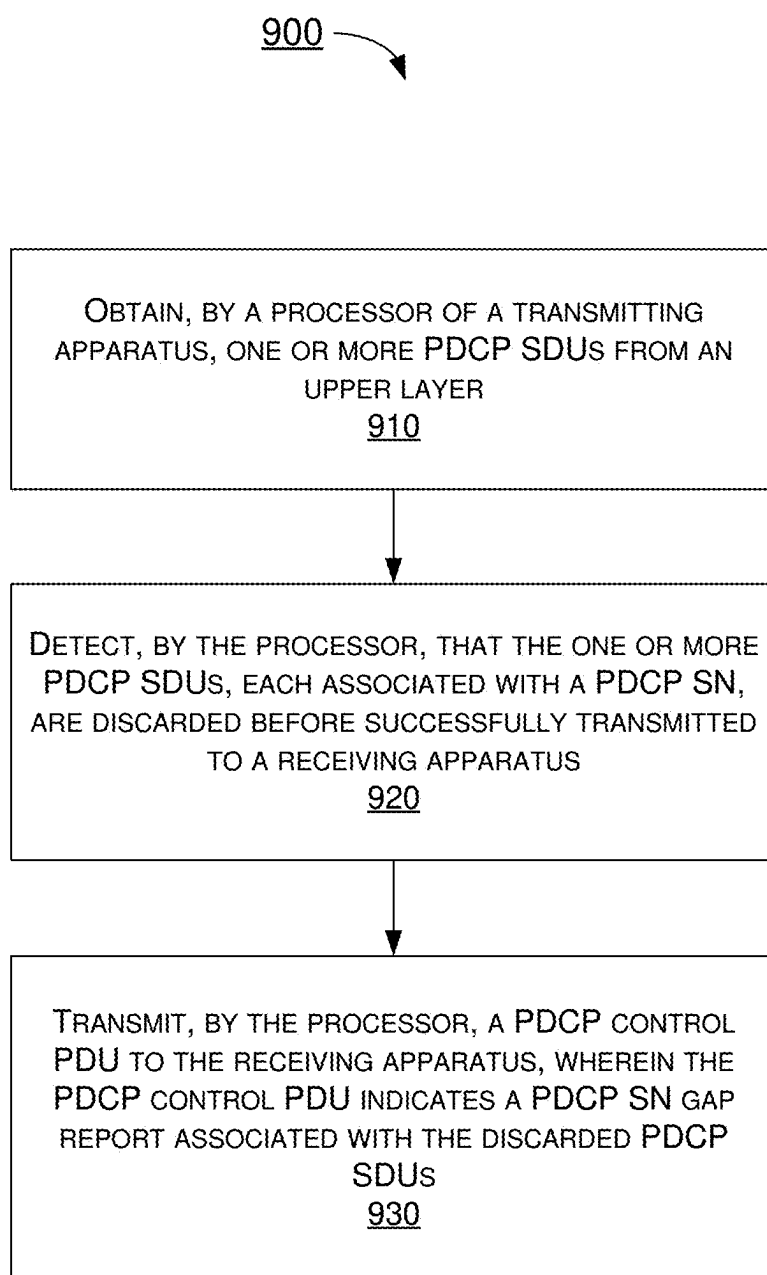 900
OBTAIN, BY A PROCESSOR OF A TRANSMITTING
APPARATUS, ONE OR MORE PDCP SDUS FROM AN
UPPER LAYER
910
DETECT, BY THE PROCESSOR, THAT THE ONE OR MORE
PDCP SDUS, EACH ASSOCIATED WITH A PDCP SN,
ARE DISCARDED BEFORE SUCCESSFULLY TRANSMITTED
TO A RECEIVING APPARATUS
920
TRANSMIT, BY THE PROCESSOR, A PDCP CONTROL
PDU TO THE RECEIVING APPARATUS, WHEREIN THE
PDCP CONTROL PDU INDICATES A PDCP SN GAP
REPORT ASSOCIATED WITH THE DISCARDED PDCP
SDUS
930